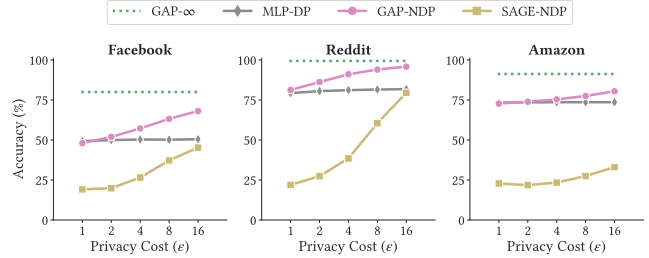 GAP-∞ MLP-DP GAP-NDP SAGE-NDP
Facebook Reddit Amazon
Accuracy (%)
100 100 100
75 75 75
50 50 50
25 25 25
0 0 0
1 2 4 8 16 1 2 4 8 16 1 2 4 8 16
Privacy Cost (ε) Privacy Cost (ε) Privacy Cost (ε)